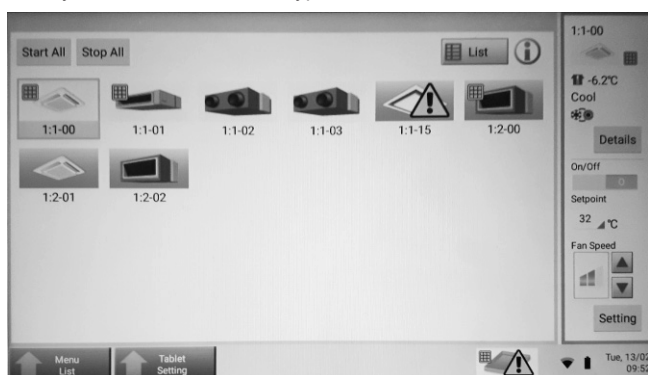 Start All
Stop All
List
1:1-00
1:1-01
1:1-02
1:1-03
1:1-15
1:2-00
1:2-01
1:2-02
1:1-00
-6.2°C
Cool
Details
On/Off
0
Setpoint
32 °C
Fan Speed
Setting
Menu
List
Tablet
Setting
Tue, 13/02